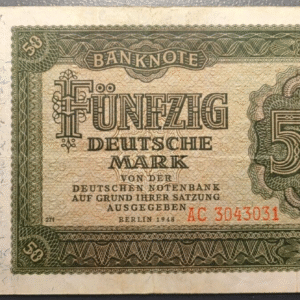 50
BANKNOTE
FÜNFZIG
DEUTSCHE
MARK
5
VON DER
DEUTSCHEN NOTENBANK
AUF GRUND IHRER SATZUNG
AUSGEGEBEN
BERLIN 1948
AC 3043031
50